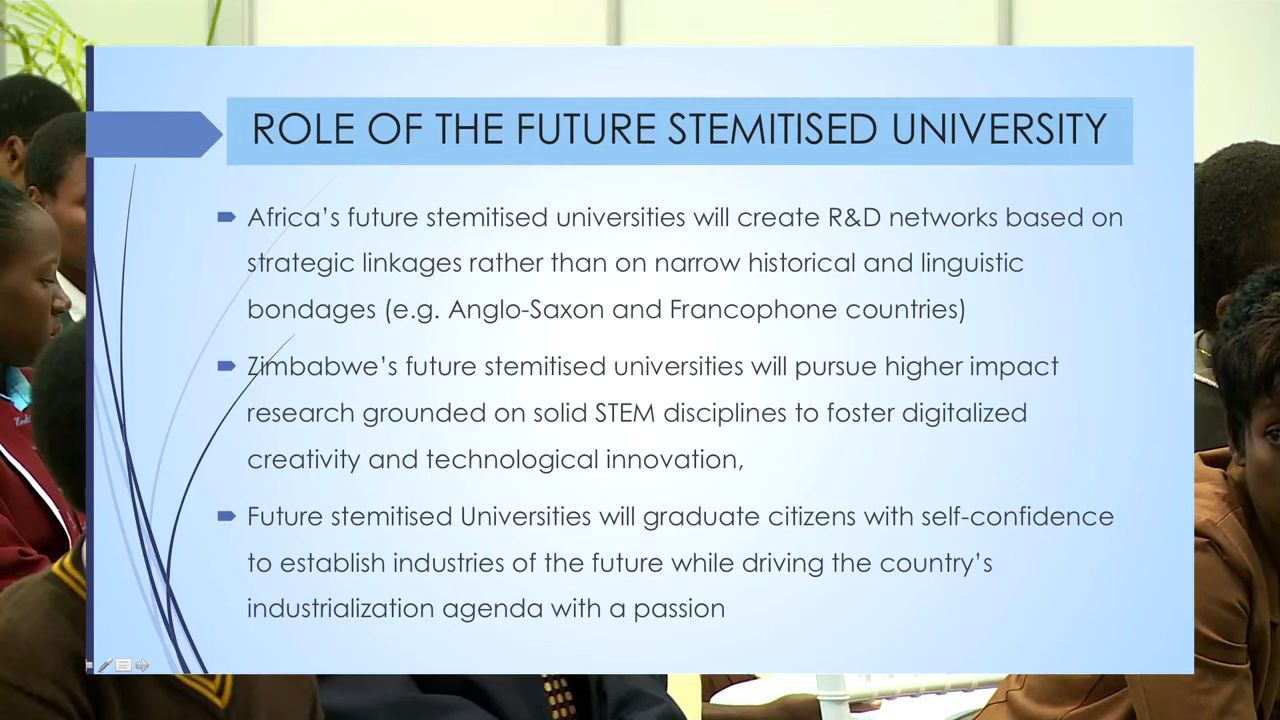 ROLE OF THE FUTURE STEMITISED UNIVERSITY
Africa's future stemitised universities will create R&D networks based on
strategic linkages rather than on narrow historical and linguistic
bondages (e.g. Anglo-Saxon and Francophone countries)
Zimbabwe's future stemitised universities will pursue higher impact
research grounded on solid STEM disciplines to foster digitalized
creativity and technological innovation,
Future stemitised Universities will graduate citizens with self-confidence
to establish industries of the future while driving the country's
industrialization agenda with a passion